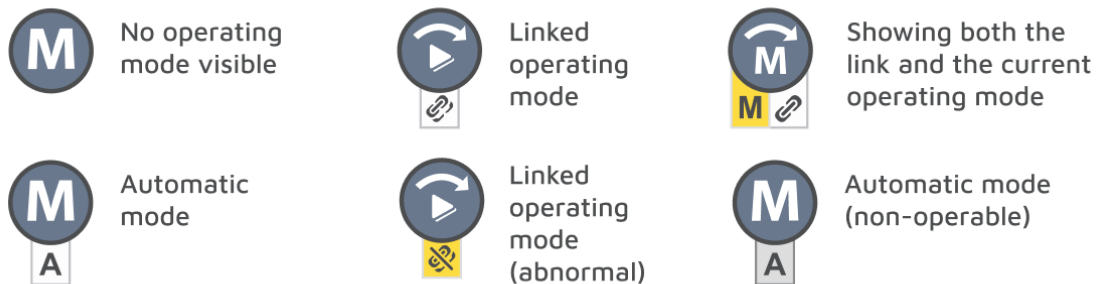 M
No operating
mode visible
Linked
operating
mode
M
M
Showing both the
link and the current
operating mode
M
A
Automatic
mode
Linked
operating
mode
(abnormal)
M
A
Automatic mode
(non-operable)